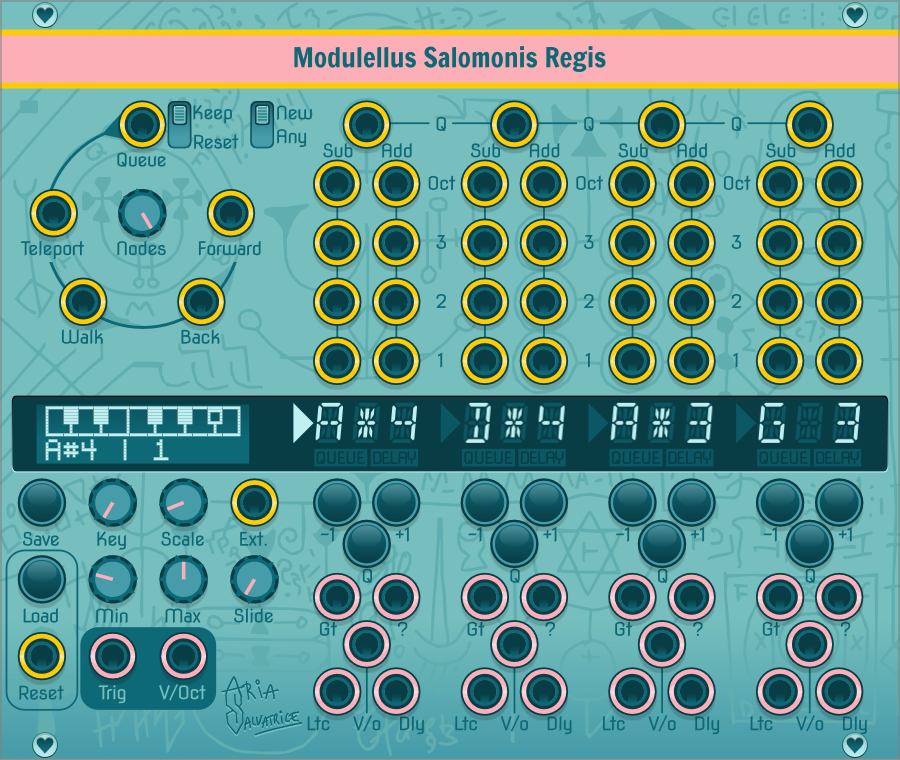 Modulellus Salomonis Regis
Keep
Reset
New
Any
Queue
Teleport
Nodes
Forward
Walk
Back
Q Q Q
Sub Add Sub Add Sub Add Sub Add
Oct Oct Oct
3 3 3
2 2 2
1 1 1
A#4 | 1
A*4 D*4 A*3 G 3
QUEUE DELAY QUEUE DELAY QUEUE DELAY QUEUE DELAY
Save Key Scale Ext.
-1 +1 -1 +1 -1 +1 -1 +1
Q Q Q Q
Load Min Max Slide
Gt ? Gt ? Gt ? Gt ?
Reset Trig V/Oct
Aria
Salvatrice
Ltc V/o Dly Ltc V/o Dly Ltc V/o Dly Ltc V/o Dly